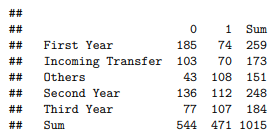 ##
## 0 1 Sum
## First Year 185 74 259
## Incoming Transfer 103 70 173
## Others 43 108 151
## Second Year 136 112 248
## Third Year 77 107 184
## Sum 544 471 1015